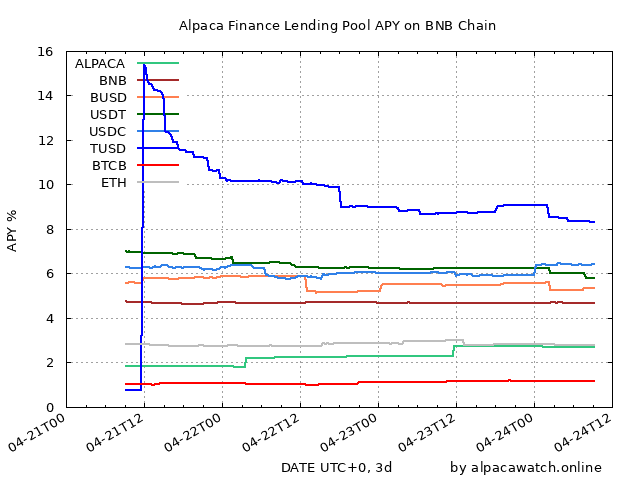 Alpaca Finance Lending Pool APY on BNB Chain
16
14
12
10
8
6
4
2
0
APY %
ALPACA
BNB
BUSD
USDT
USDC
TUSD
BTCB
ETH
04-21T00
04-21T12
04-22T00
04-22T12
04-23T00
04-23T12
04-24T00
04-24T12
DATE UTC+0, 3d
by alpacawatch.online